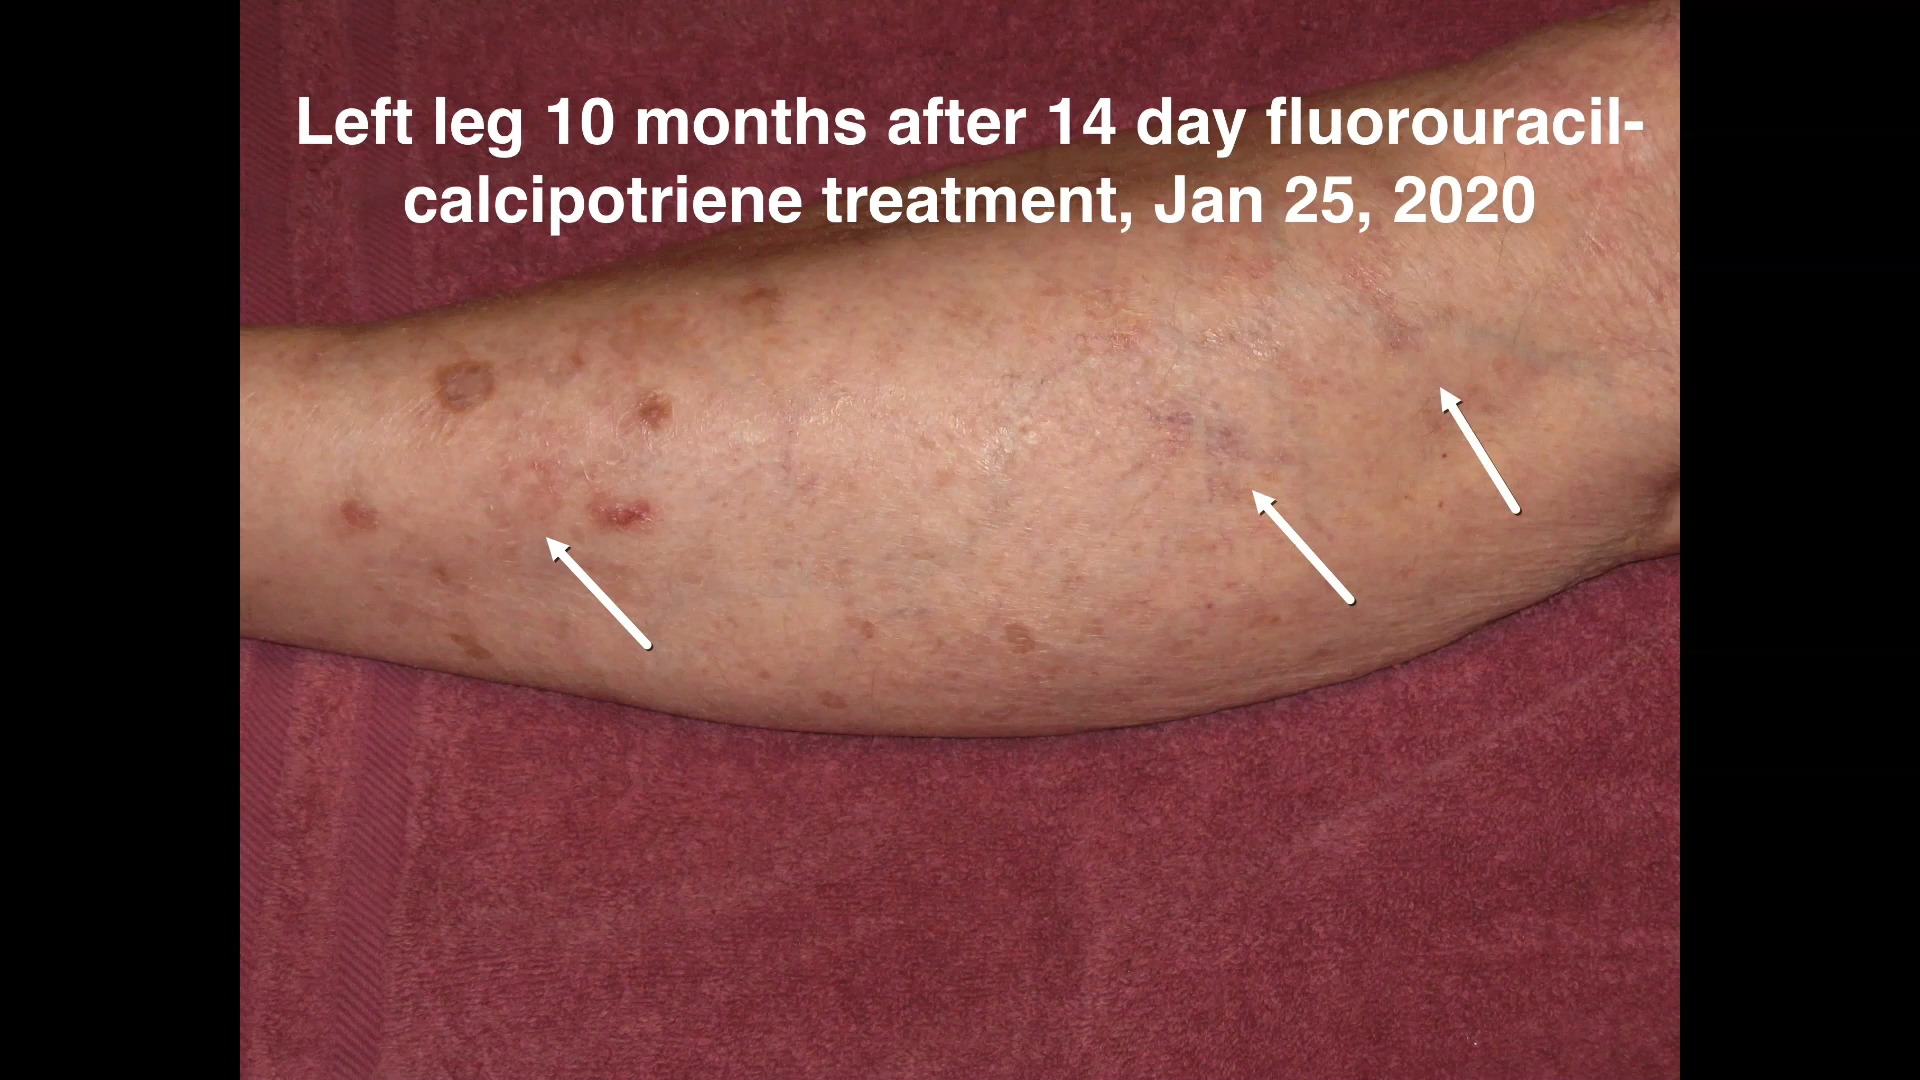 Left leg 10 months after 14 day fluorouracil-
calcipotriene treatment, Jan 25, 2020